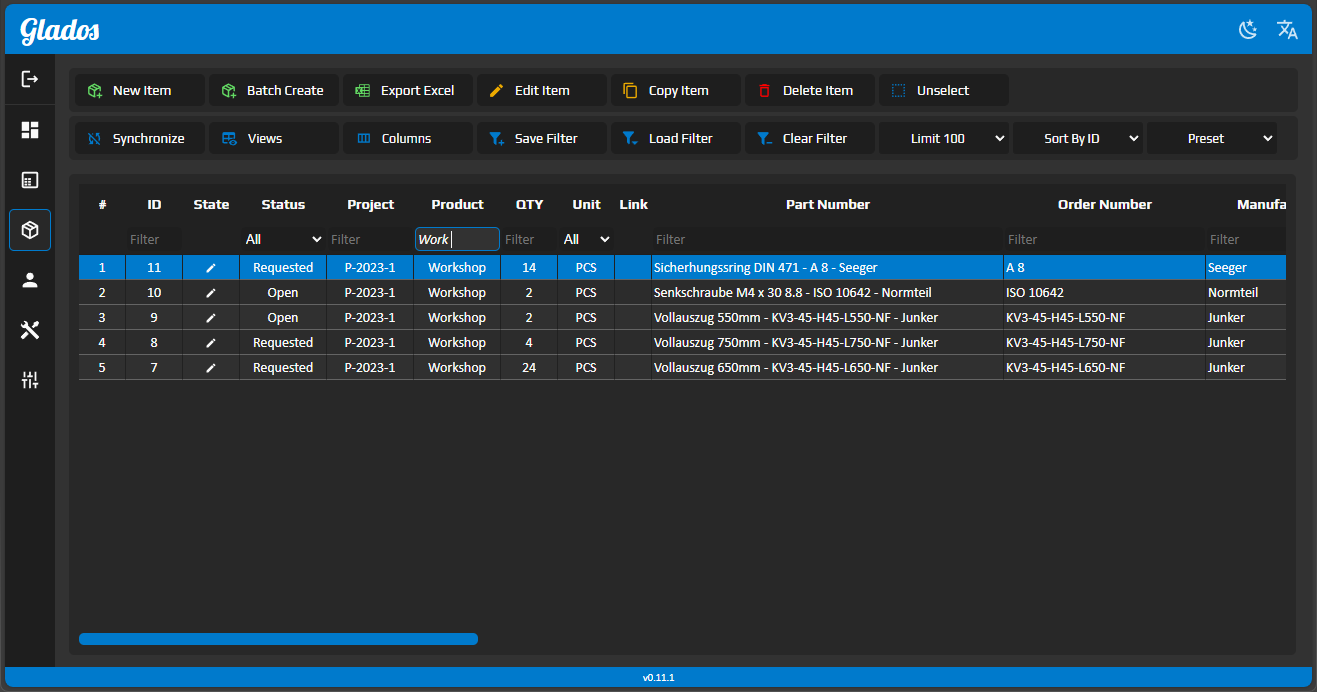 Glados
New Item Batch Create Export Excel Edit Item Copy Item Delete Item Unselect
Synchronize Views Columns Save Filter Load Filter Clear Filter Limit 100 Sort By ID Preset
# ID State Status Project Product QTY Unit Link Part Number Order Number Manufa
Filter All Filter Work Filter All Filter Filter Filter
1 11 Requested P-2023-1 Workshop 14 PCS Sicherhungssring DIN 471 - A 8 - Seeger A 8 Seeger
2 10 Open P-2023-1 Workshop 2 PCS Senkschraube M4 x 30 8.8 - ISO 10642 - Normteil ISO 10642 Normteil
3 9 Open P-2023-1 Workshop 2 PCS Vollauszug 550mm - KV3-45-H45-L550-NF - Junker KV3-45-H45-L550-NF Junker
4 8 Requested P-2023-1 Workshop 4 PCS Vollauszug 750mm - KV3-45-H45-L750-NF - Junker KV3-45-H45-L750-NF Junker
5 7 Requested P-2023-1 Workshop 24 PCS Vollauszug 650mm - KV3-45-H45-L650-NF - Junker KV3-45-H45-L650-NF Junker
v0.11.1